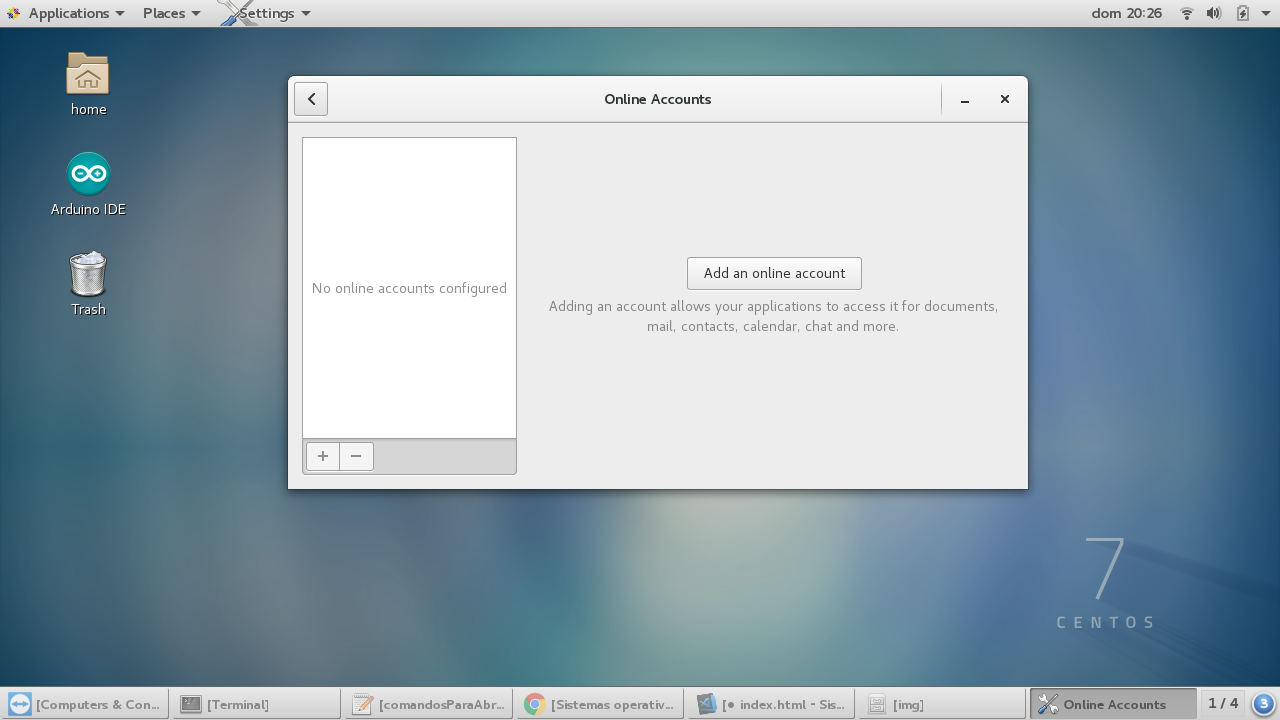 Applications Places Settings dom 20:26
home
Arduino IDE
Trash
Online Accounts
No online accounts configured
Add an online account
Adding an account allows your applications to access it for documents,
mail, contacts, calendar, chat and more.
7
CENTOS
[Computers & Con... [Terminal] [comandosParaAbr... [Sistemas operativ... [• index.html - Sis... [img] Online Accounts 1 / 4 3